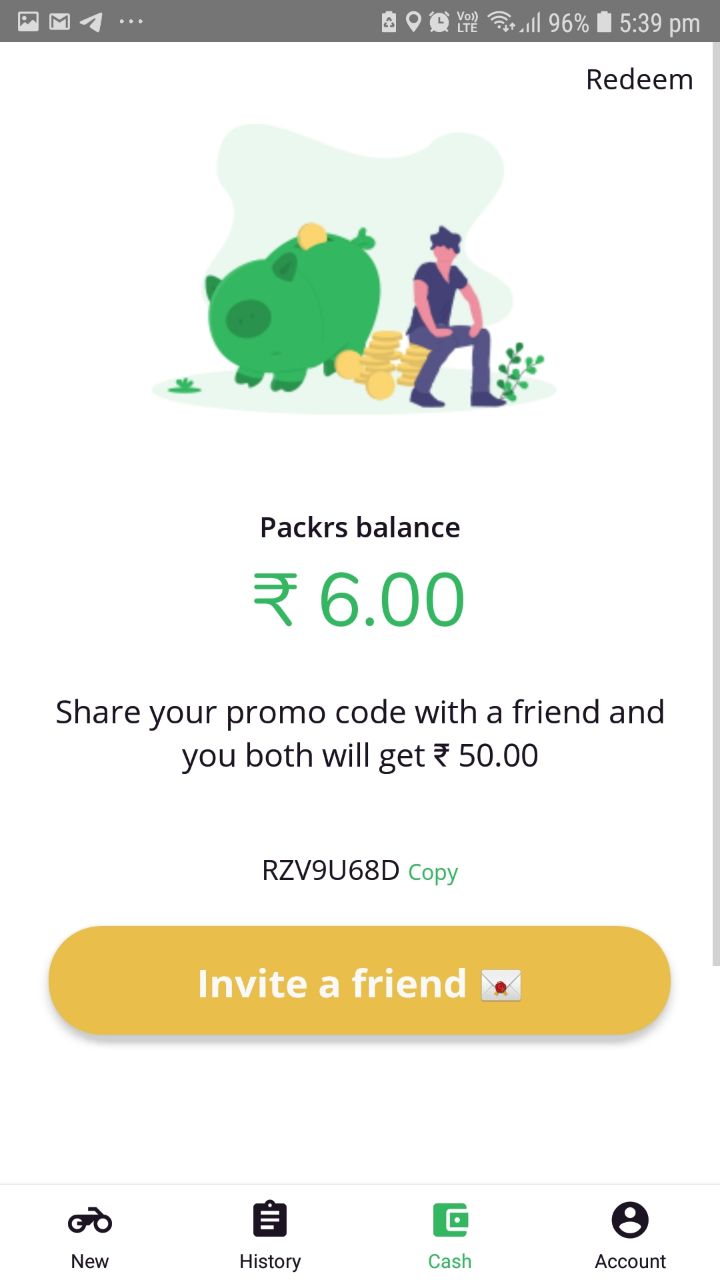 Vo)) LTE 96% 5:39 pm
Redeem
Packrs balance
₹ 6.00
Share your promo code with a friend and
you both will get ₹ 50.00
RZV9U68D Copy
Invite a friend
New History Cash Account